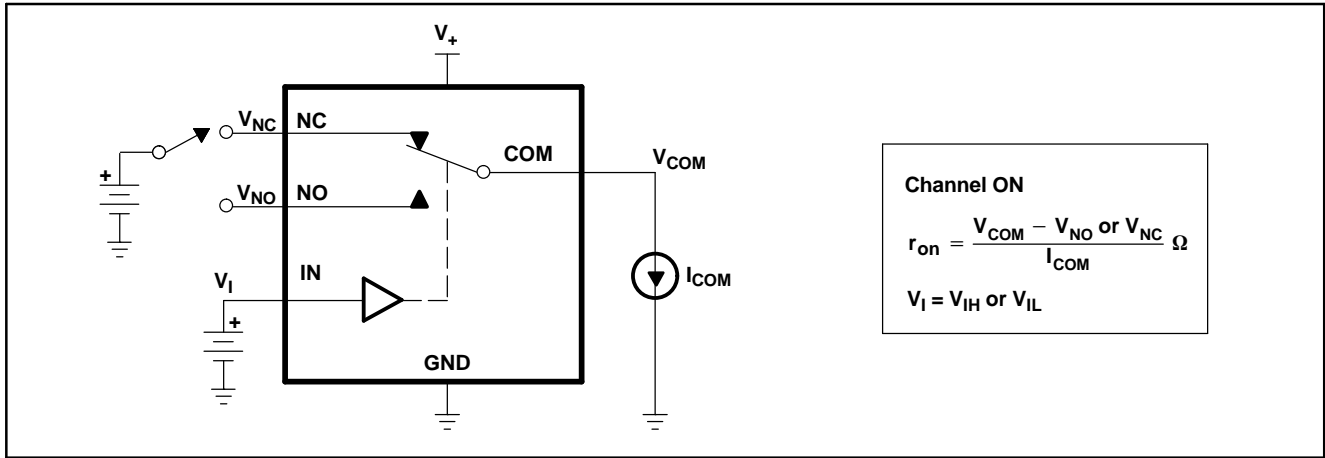 V+
VNC NC
COM
VCOM
+
VNO NO
VI
IN
ICOM
+
GND
Channel ON
ron = VCOM − VNO or VNC / ICOM Ω
VI = VIH or VIL